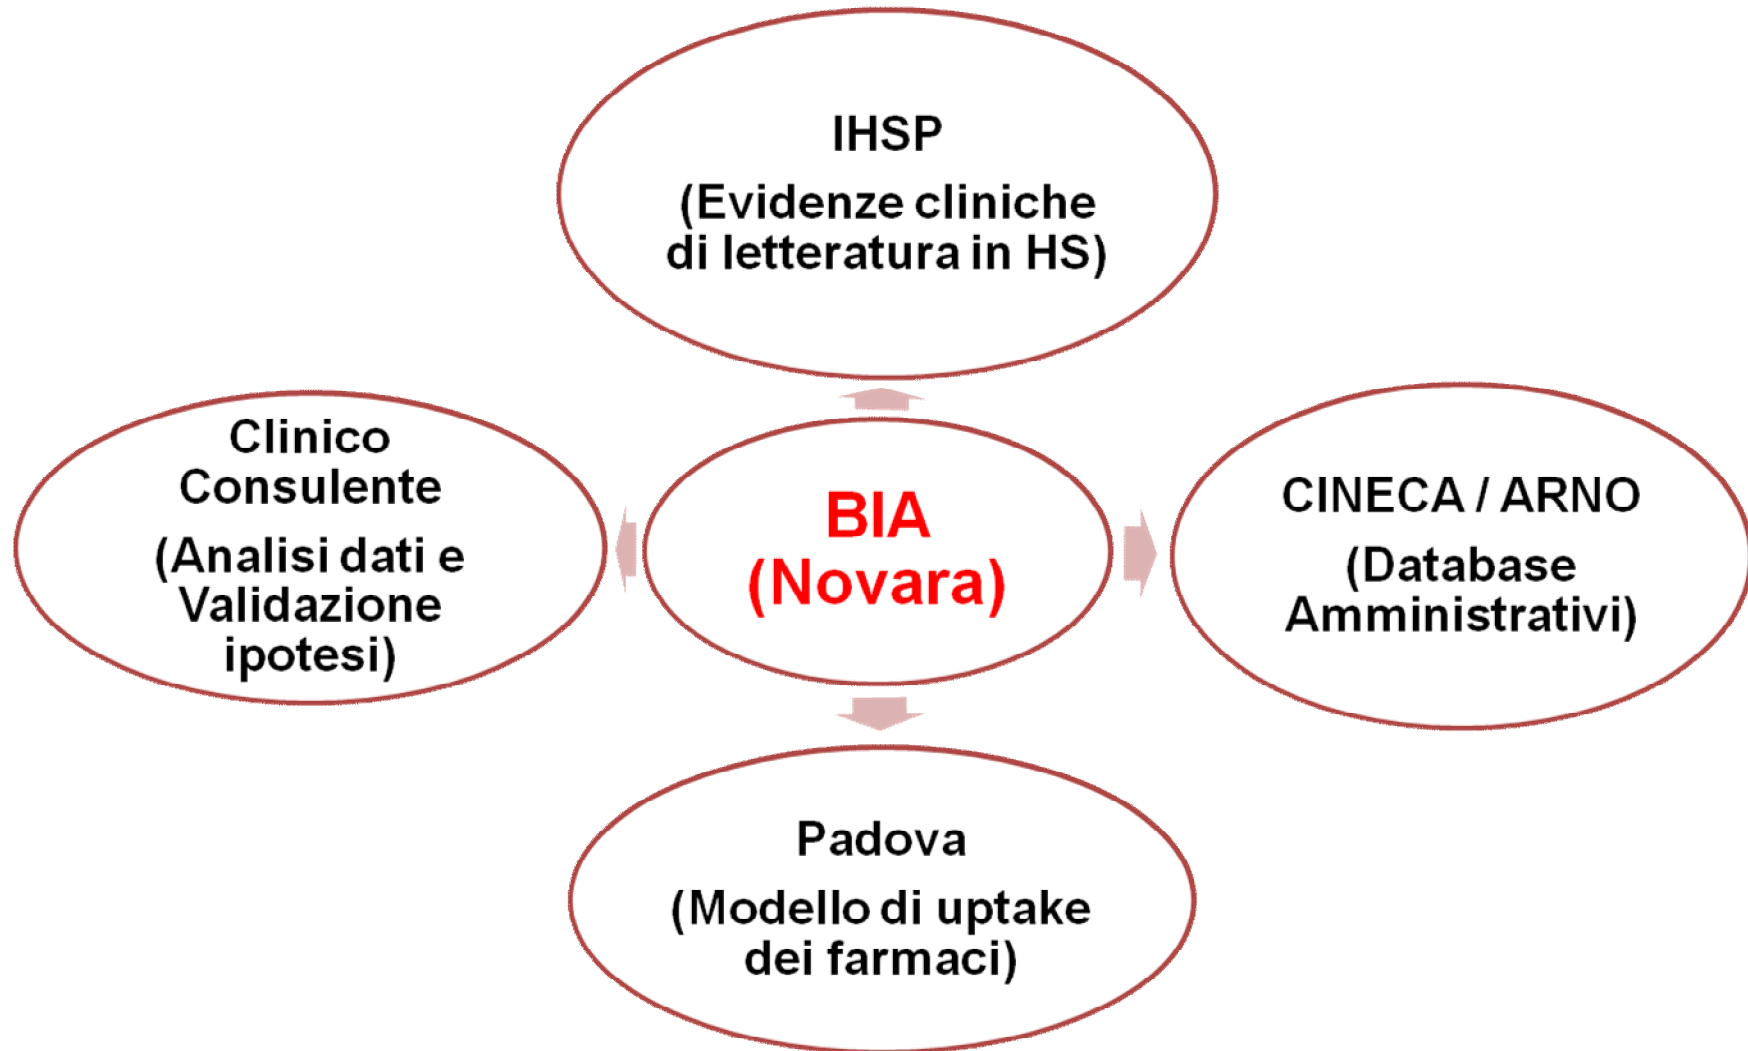 IHSP
(Evidenze cliniche
di letteratura in HS)
Clinico
Consulente
(Analisi dati e
Validazione
ipotesi)
BIA
(Novara)
CINECA / ARNO
(Database
Amministrativi)
Padova
(Modello di uptake
dei farmaci)